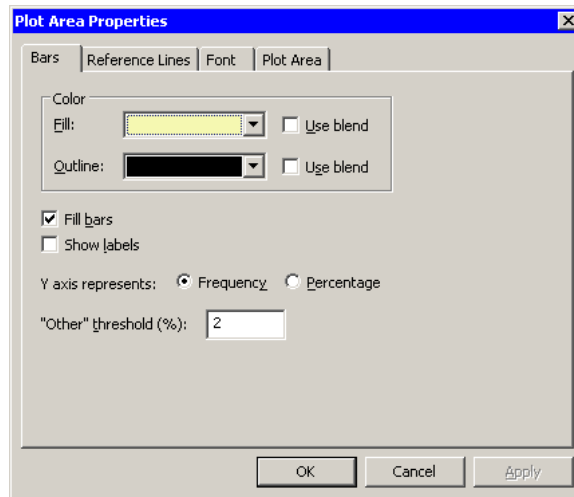 Plot Area Properties
Bars Reference Lines Font Plot Area
Color
Fill: Use blend
Outline: Use blend
Fill bars
Show labels
Y axis represents: Frequency Percentage
"Other" threshold (%): 2
OK Cancel Apply